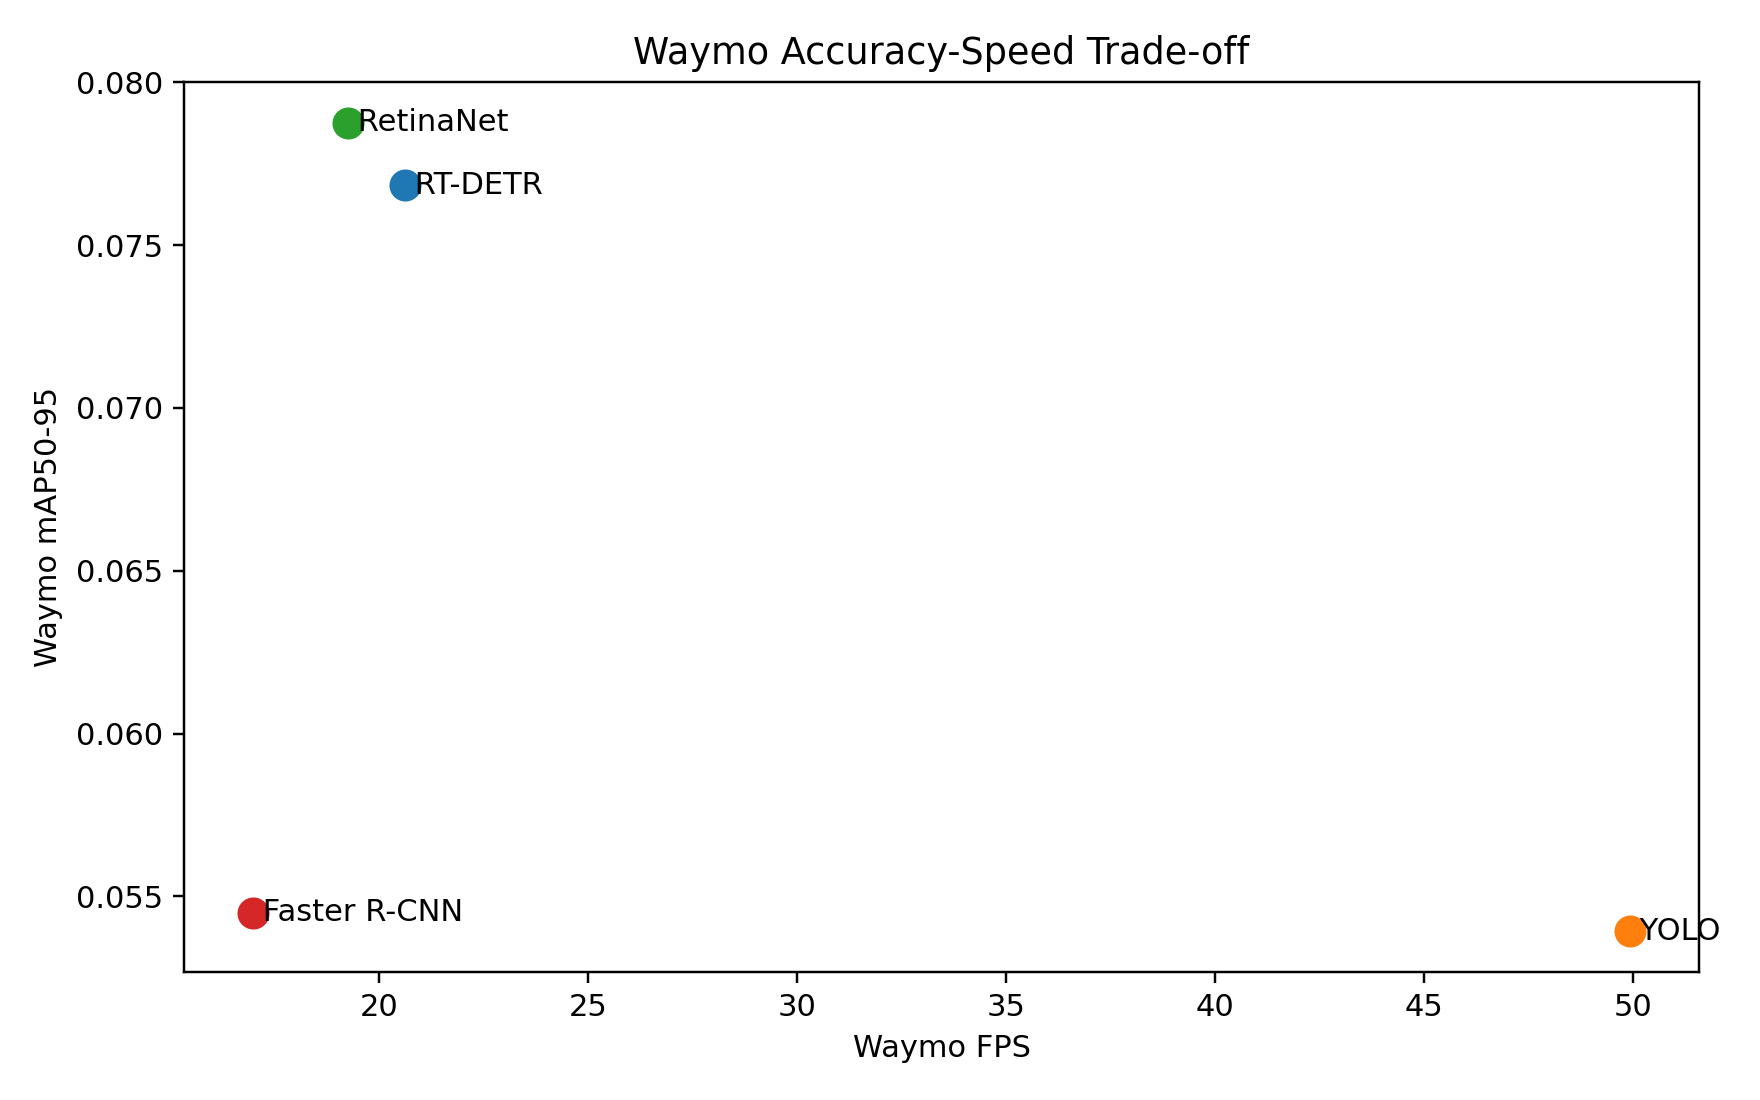 Waymo Accuracy-Speed Trade-off
0.080
RetinaNet
RT-DETR
0.075
0.070
Waymo mAP50-95
0.065
0.060
0.055
Faster R-CNN
YOLO
20 25 30 35 40 45 50
Waymo FPS